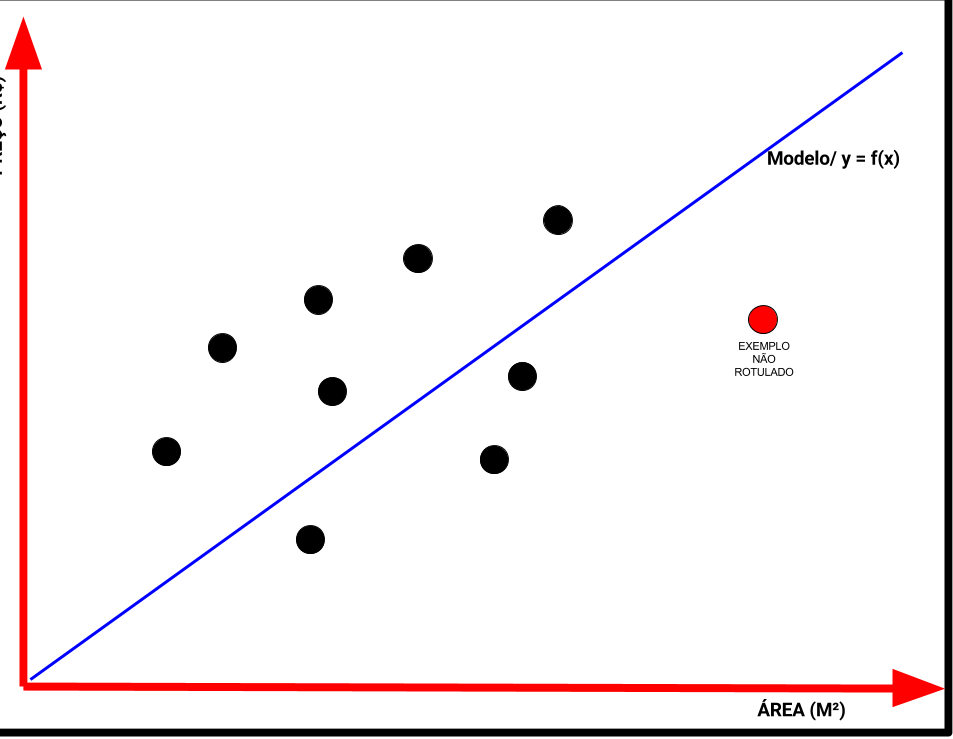 Modelo/ y = f(x)
EXEMPLO
NÃO
ROTULADO
ÁREA (M²)